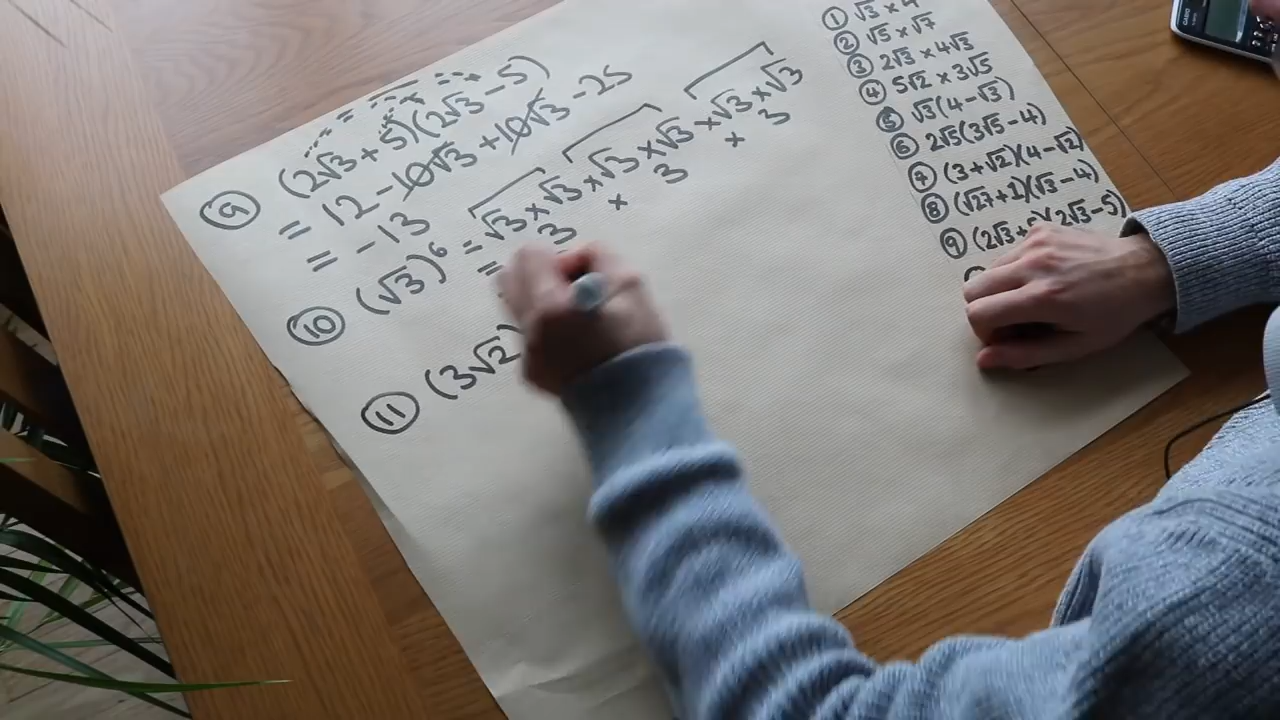 ⑨ (2√3 + 5)(2√3 - 5)
= 12 - 10√3 + 10√3 - 25
= -13
⑩ (√3)⁶ = √3 × √3 × √3 × √3 × √3 × √3
= 3 × 3 × 3
⑪ (3√2)
① √3 × 4
② √5 × √7
③ 2√3 × 4√3
④ 5√2 × 3√5
⑤ √3(4-√3)
⑥ 2√5(3√5-4)
⑦ (3+√2)(4-√2)
⑧ (√27+1)(√3-4)
⑨ (2√3+5)(2√3-5)
CASIO